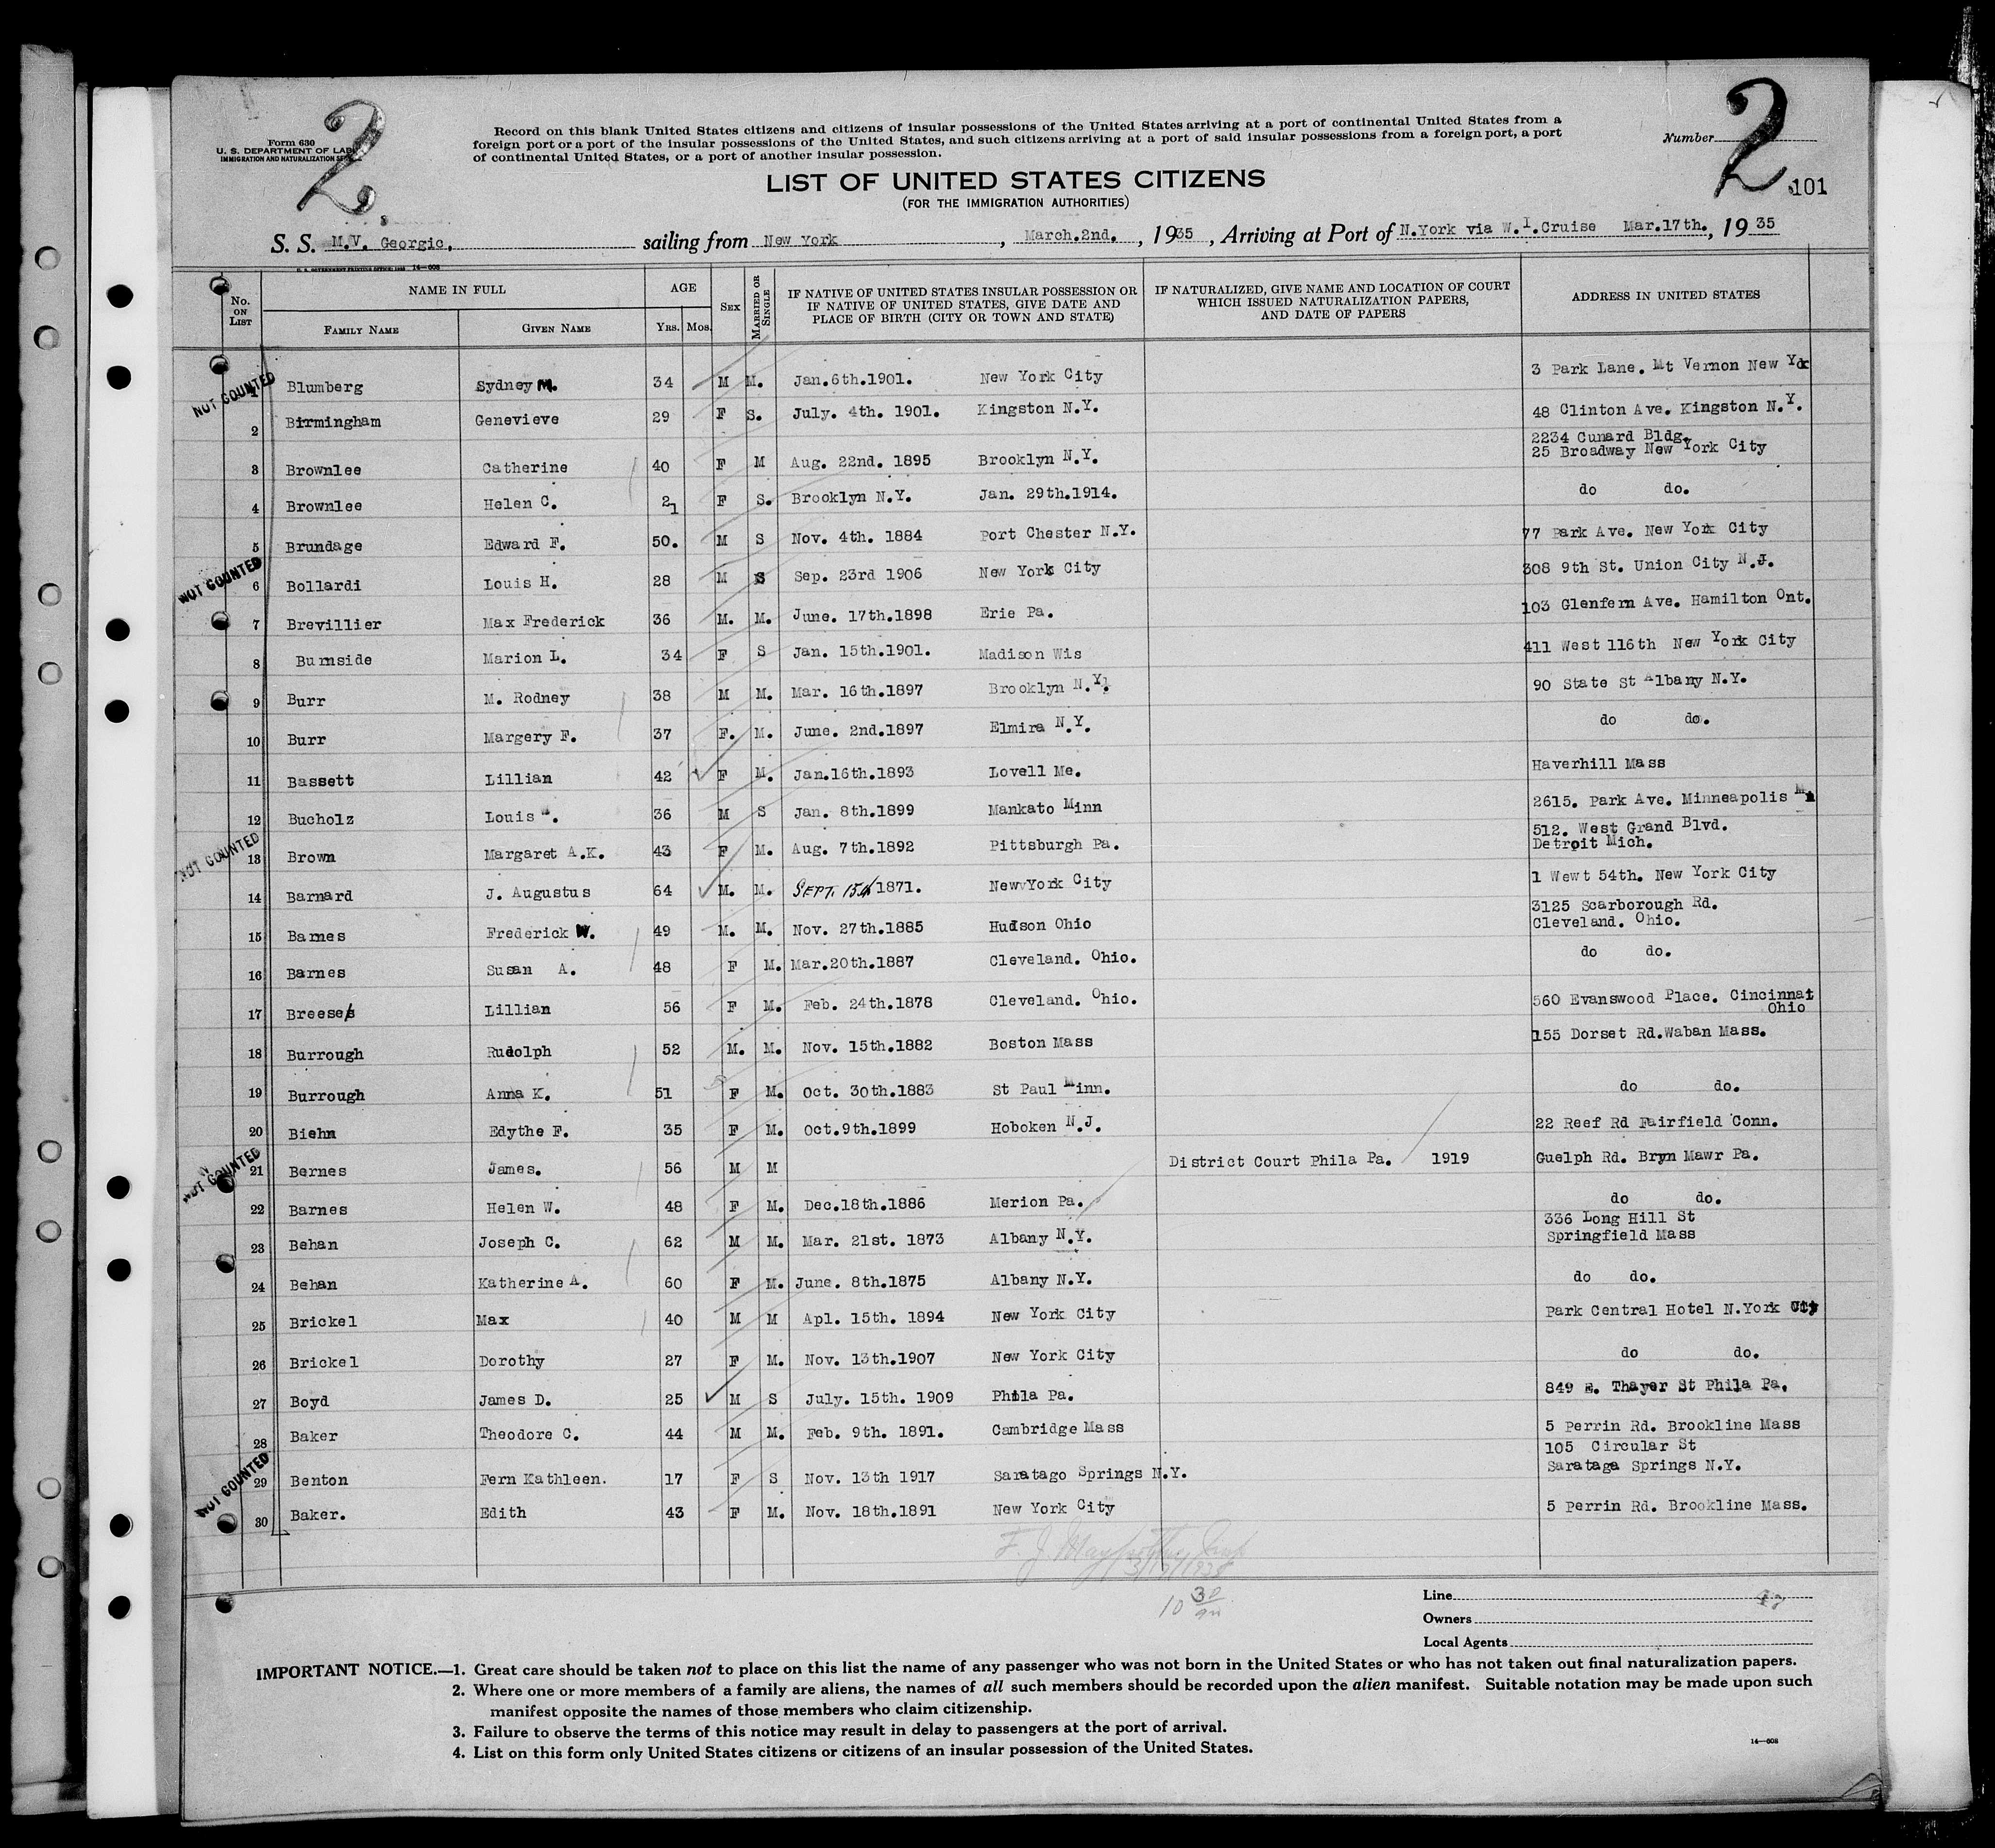 2
2
Form 630
U. S. DEPARTMENT OF LAB
IMMIGRATION AND NATURALIZATION SE
Record on this blank United States citizens and citizens of insular possessions of the United States arriving at a port of continental United States from a
foreign port or a port of the insular possessions of the United States, and such citizens arriving at a port of said insular possessions from a foreign port, a port
of continental United States, or a port of another insular possession.
Number
101
LIST OF UNITED STATES CITIZENS
(FOR THE IMMIGRATION AUTHORITIES)
S. S. M.V. Georgic, sailing from New York, March.2nd., 1935, Arriving at Port of N.York via W.I.Cruise Mar.17th., 19 35
U. S. GOVERNMENT PRINTING OFFICE: 1933 14—608
No. ON LIST NAME IN FULL FAMILY NAME GIVEN NAME AGE YRS. MOS. SEX MARRIED OR SINGLE IF NATIVE OF UNITED STATES INSULAR POSSESSION OR IF NATIVE OF UNITED STATES, GIVE DATE AND PLACE OF BIRTH (CITY OR TOWN AND STATE) IF NATURALIZED, GIVE NAME AND LOCATION OF COURT WHICH ISSUED NATURALIZATION PAPERS, AND DATE OF PAPERS ADDRESS IN UNITED STATES
NOT COUNTED 1 Blumberg Sydney M. 34 M M. Jan.6th.1901. New York City 3 Park Lane. Mt Vernon New Yor
2 Birmingham Genevieve 29 F S. July. 4th. 1901. Kingston N.Y. 48 Clinton Ave. Kingston N.Y.
3 Brownlee Catherine 40 F M Aug. 22nd. 1895 Brooklyn N.Y. 2234 Cunard Bldg. 25 Broadway New York City
4 Brownlee Helen C. 21 F S. Brooklyn N.Y. Jan. 29th.1914. do do.
5 Brundage Edward F. 50. M S Nov. 4th. 1884 Port Chester N.Y. 77 Park Ave. New York City
NOT COUNTED 6 Bollardi Louis H. 28 M S Sep. 23rd 1906 New York City 308 9th St. Union City N.J.
7 Brevillier Max Frederick 36 M. M. June. 17th.1898 Erie Pa. 103 Glenfern Ave. Hamilton Ont.
8 Burnside Marion L. 34 F S Jan. 15th.1901. Madison Wis 411 West 116th New York City
9 Burr M. Rodney 38 M M. Mar. 16th.1897 Brooklyn N.Y. 90 State St Albany N.Y.
10 Burr Margery F. 37 F. M. June. 2nd.1897 Elmira N.Y. do do.
11 Bassett Lillian 42 F M. Jan.16th.1893 Lovell Me. Haverhill Mass
12 Bucholz Louis 36 M S Jan. 8th.1899 Mankato Minn 2615. Park Ave. Minneapolis Mn
NOT COUNTED 13 Brown Margaret A.K. 43 F M. Aug. 7th.1892 Pittsburgh Pa. 512. West Grand Blvd. Detroit Mich.
14 Barnard J. Augustus 64 M. M. SEPT. 15th 1871. NewvYork City 1 Wewt 54th. New York City
15 Barnes Frederick W. 49 M. M. Nov. 27th.1885 Hudson Ohio 3125 Scarborough Rd. Cleveland. Ohio.
16 Barnes Susan A. 48 F M. Mar.20th.1887 Cleveland. Ohio. do do.
17 Breese Lillian 56 F M. Feb. 24th.1878 Cleveland. Ohio. 560 Evanswood Place. Cincinnat Ohio
18 Burrough Rudolph 52 M. M. Nov. 15th.1882 Boston Mass 155 Dorset Rd.Waban Mass.
19 Burrough Anna K. 51 F M. Oct. 30th.1883 St Paul Minn. do do.
20 Biehn Edythe F. 35 F M. Oct.9th.1899 Hoboken N.J. 22 Reef Rd Fairfield Conn.
NOT COUNTED 21 Bernes James. 56 M M District Court Phila Pa. 1919 Guelph Rd. Bryn Mawr Pa.
22 Barnes Helen W. 48 F M. Dec.18th.1886 Merion Pa. do do.
23 Behan Joseph C. 62 M M. Mar. 21st. 1873 Albany N.Y. 336 Long Hill St Springfield Mass
24 Behan Katherine A. 60 F M. June. 8th.1875 Albany N.Y. do do.
25 Brickel Max 40 M M Apl. 15th. 1894 New York City Park Central Hotel N.York City
26 Brickel Dorothy 27 F M. Nov. 13th.1907 New York City do do.
27 Boyd James D. 25 M S July. 15th. 1909 Phila Pa. 849 E. Thayer St Phila Pa.
28 Baker Theodore C. 44 M M. Feb. 9th. 1891. Cambridge Mass 5 Perrin Rd. Brookline Mass
NOT COUNTED 29 Benton Fern Kathleen. 17 F S Nov. 13th 1917 Saratago Springs N.Y. 105 Circular St Sarataga Springs N.Y.
30 Baker. Edith 43 F M. Nov. 18th.1891 New York City 5 Perrin Rd. Brookline Mass.
10 30
Line
Owners
Local Agents
IMPORTANT NOTICE.—1. Great care should be taken not to place on this list the name of any passenger who was not born in the United States or who has not taken out final naturalization papers.
2. Where one or more members of a family are aliens, the names of all such members should be recorded upon the alien manifest. Suitable notation may be made upon such
manifest opposite the names of those members who claim citizenship.
3. Failure to observe the terms of this notice may result in delay to passengers at the port of arrival.
4. List on this form only United States citizens or citizens of an insular possession of the United States.
14—608